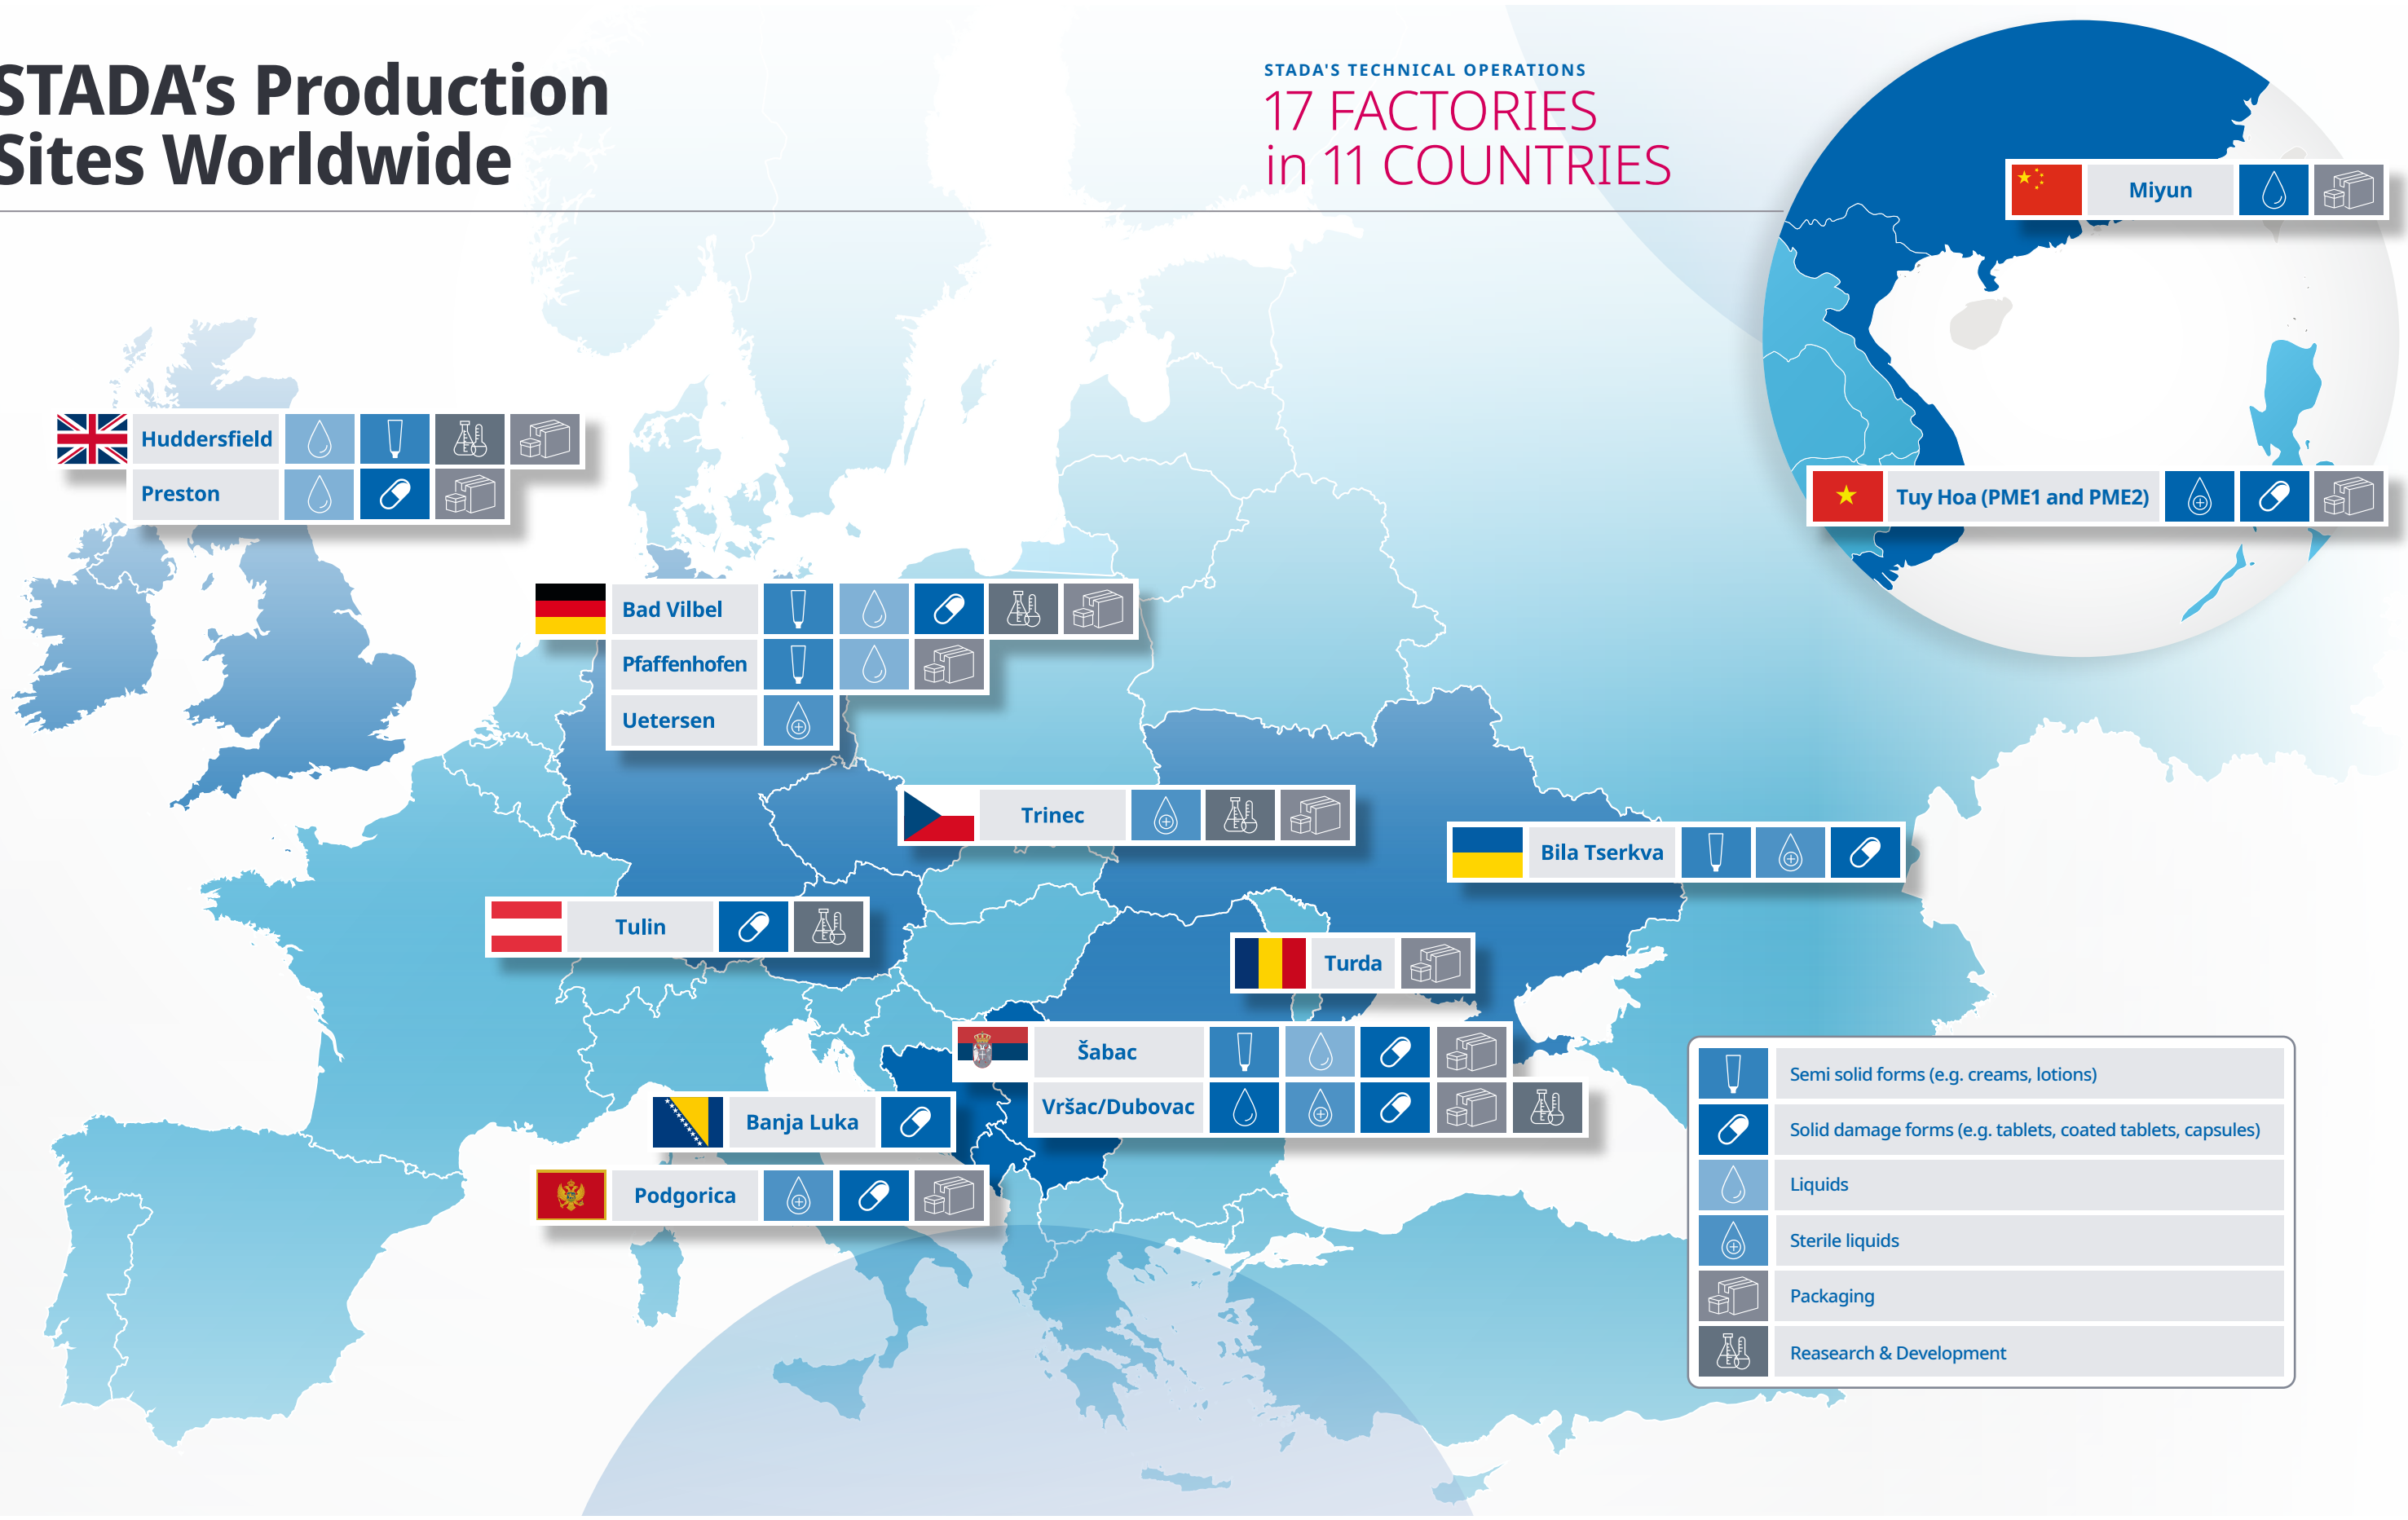 STADA’s Production
Sites Worldwide
STADA'S TECHNICAL OPERATIONS
17 FACTORIES
in 11 COUNTRIES
Miyun
Huddersfield
Preston
Tuy Hoa (PME1 and PME2)
Bad Vilbel
Pfaffenhofen
Uetersen
Trinec
Bila Tserkva
Tulin
Turda
Šabac
Vršac/Dubovac
Banja Luka
Podgorica
Semi solid forms (e.g. creams, lotions)
Solid damage forms (e.g. tablets, coated tablets, capsules)
Liquids
Sterile liquids
Packaging
Reasearch & Development